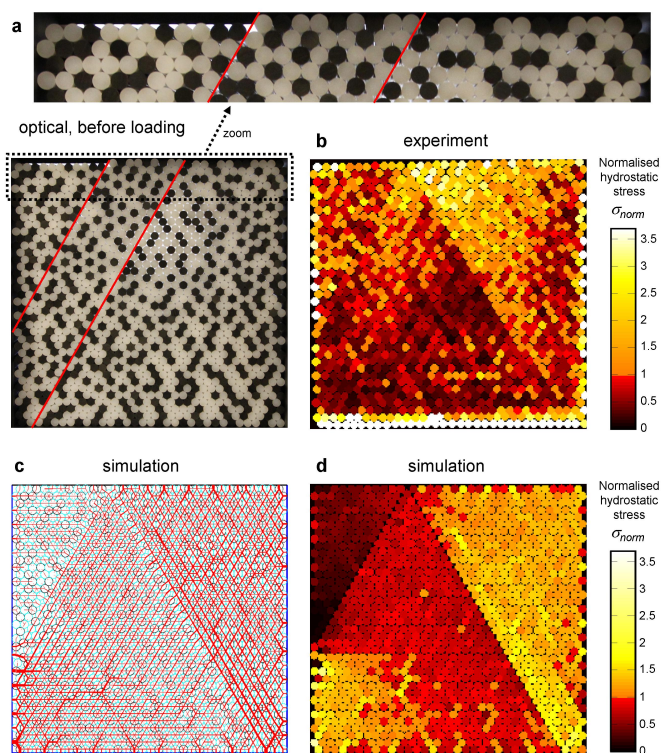 a
optical, before loading
zoom
b
experiment
Normalised
hydrostatic
stress
σnorm
3.5
3
2.5
2
1.5
1
0.5
0
c
simulation
d
simulation
Normalised
hydrostatic
stress
σnorm
3.5
3
2.5
2
1.5
1
0.5
0